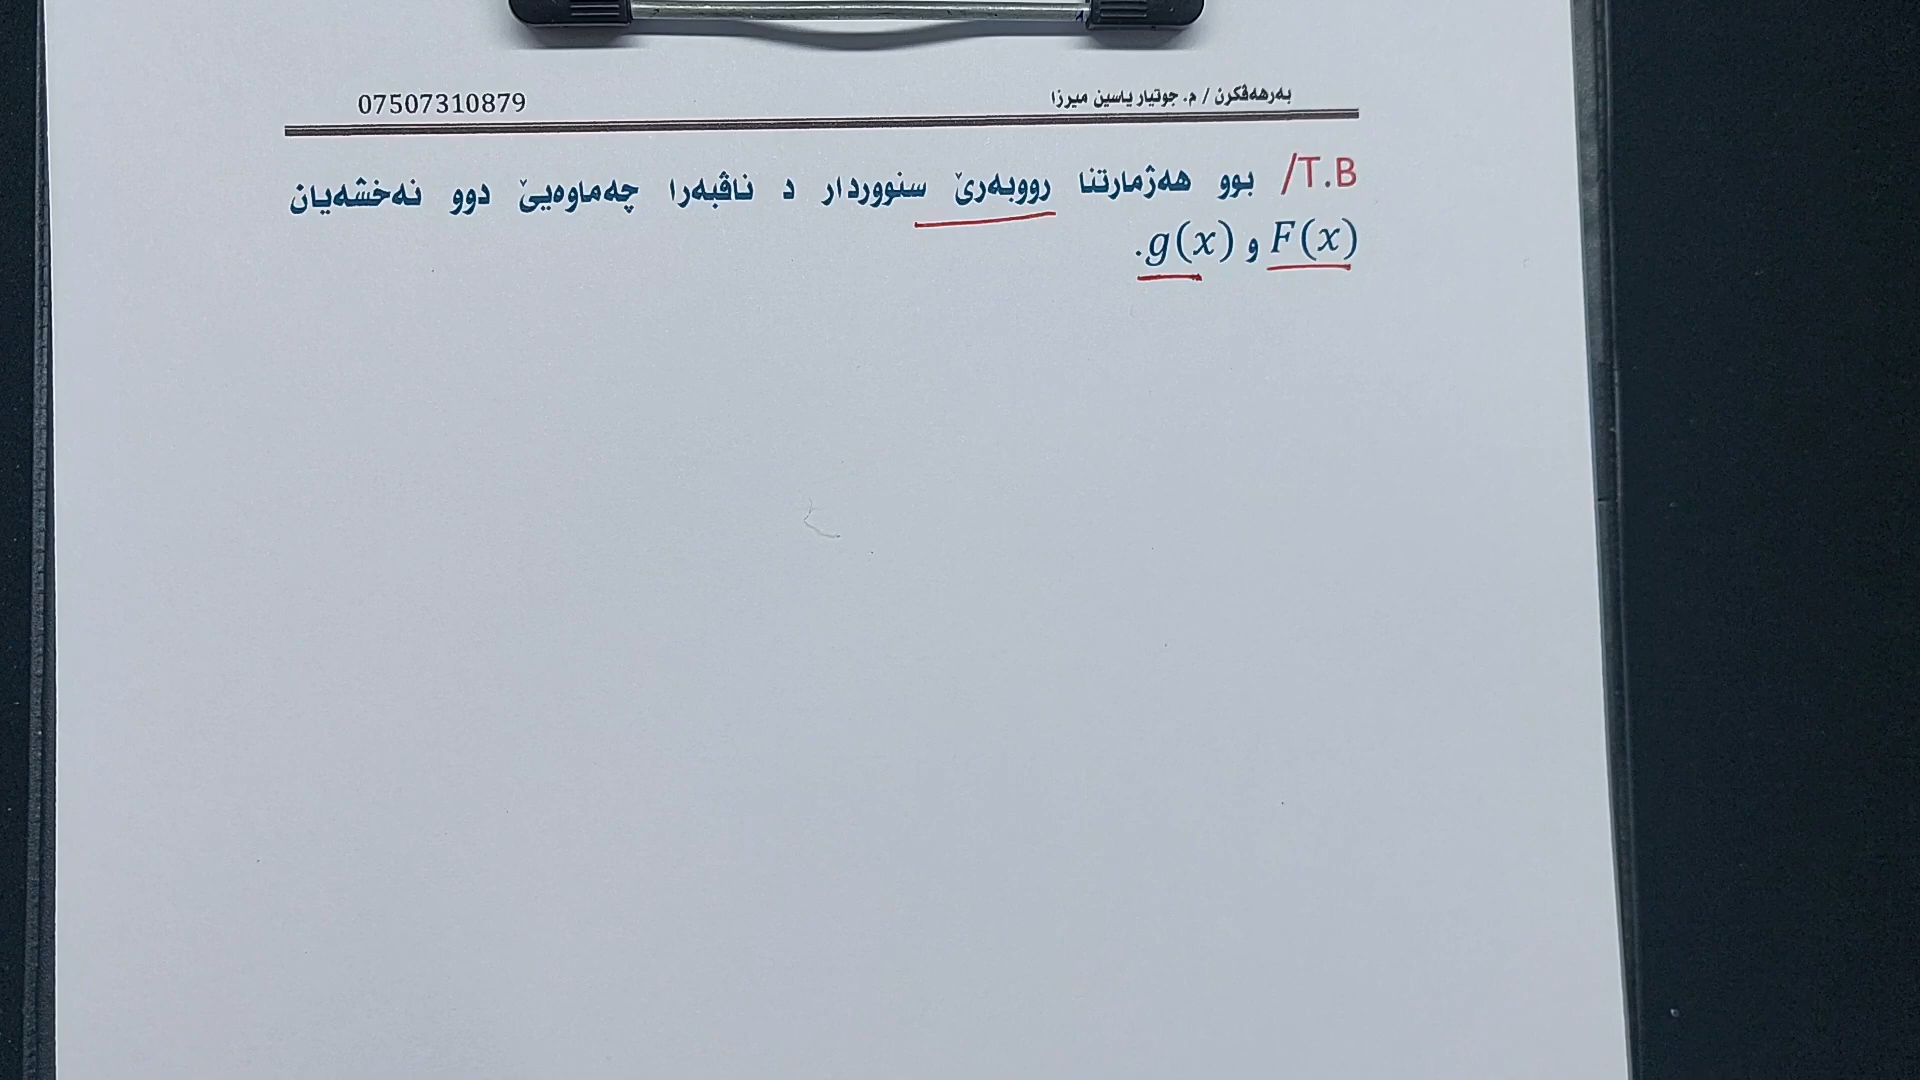 بەرهەڤکرن / م. جوتیار یاسین میرزا 07507310879
T.B/ بوو هەژمارتنا رووبەرێ سنووردار د ناڤبەرا چەماوەیێ دوو نەخشەیان
F(x) و g(x).